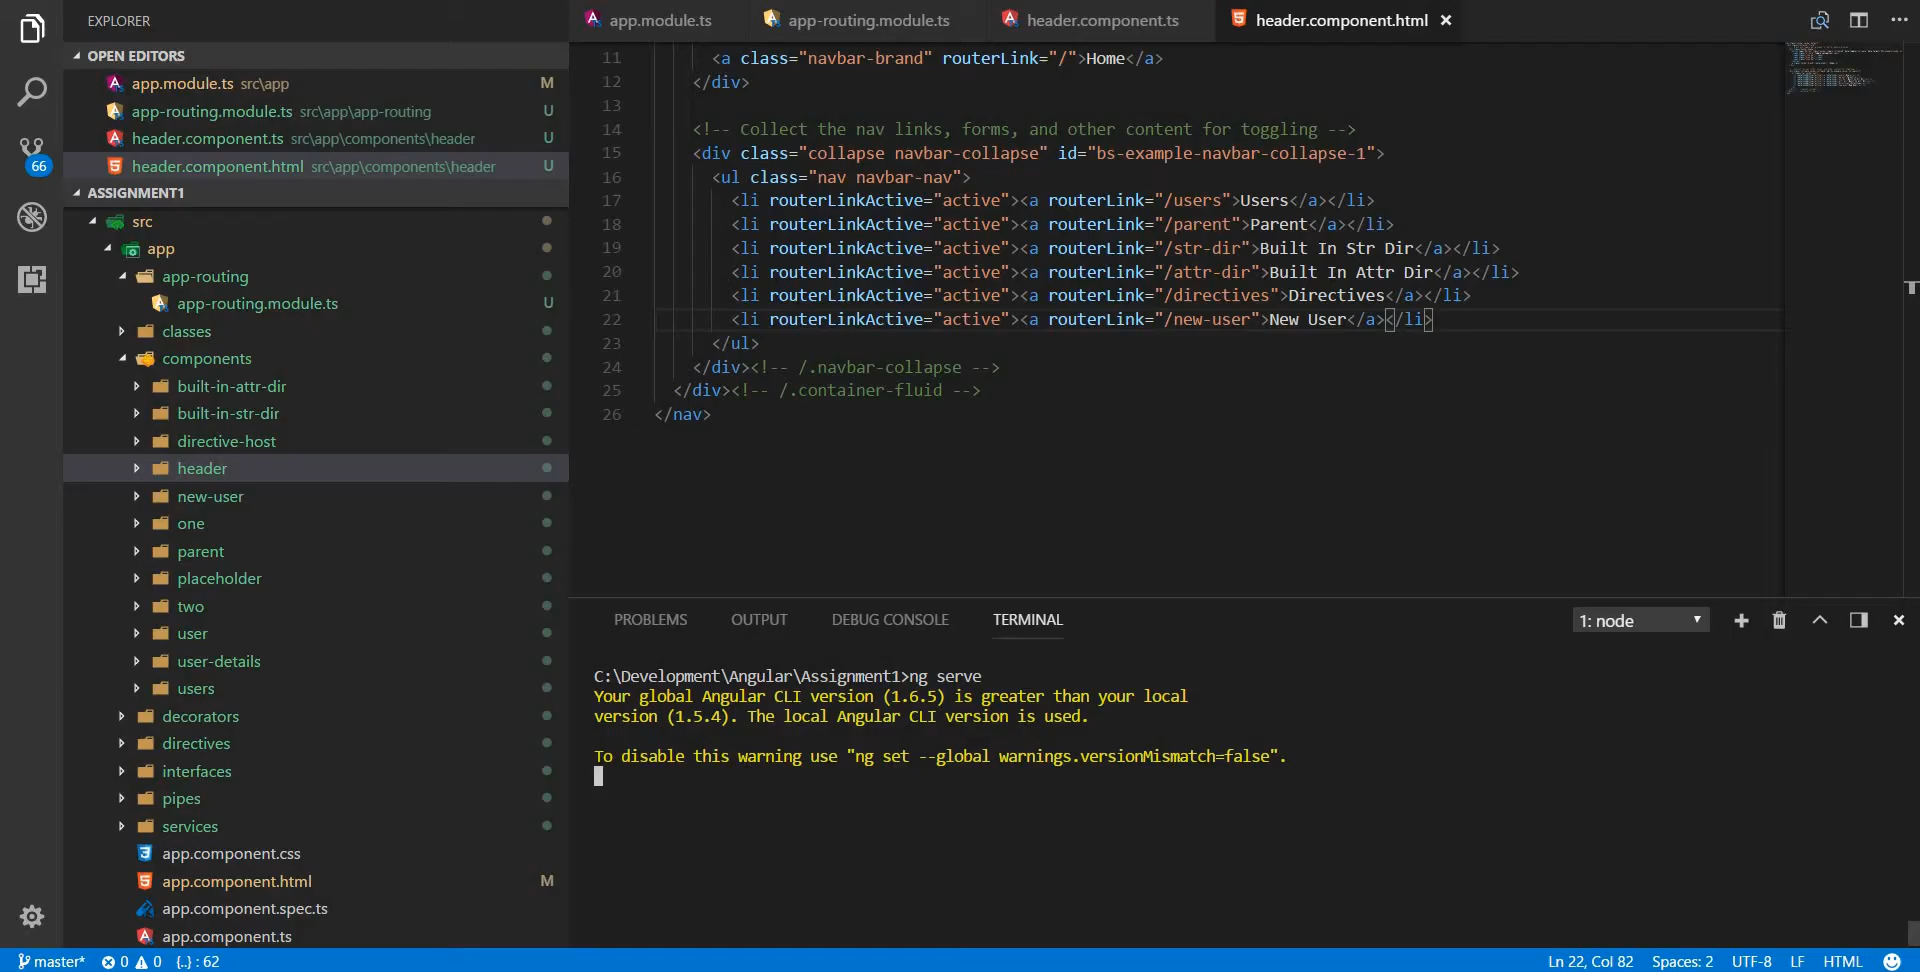 EXPLORER
OPEN EDITORS
app.module.ts src\app M
app-routing.module.ts src\app\app-routing U
header.component.ts src\app\components\header U
header.component.html src\app\components\header U
66
ASSIGNMENT1
src
app
app-routing
app-routing.module.ts U
classes
components
built-in-attr-dir
built-in-str-dir
directive-host
header
new-user
one
parent
placeholder
two
user
user-details
users
decorators
directives
interfaces
pipes
services
app.component.css
app.component.html M
app.component.spec.ts
app.component.ts
app.module.ts app-routing.module.ts header.component.ts header.component.html
11 <a class="navbar-brand" routerLink="/">Home</a>
12 </div>
13
14 <!-- Collect the nav links, forms, and other content for toggling -->
15 <div class="collapse navbar-collapse" id="bs-example-navbar-collapse-1">
16 <ul class="nav navbar-nav">
17 <li routerLinkActive="active"><a routerLink="/users">Users</a></li>
18 <li routerLinkActive="active"><a routerLink="/parent">Parent</a></li>
19 <li routerLinkActive="active"><a routerLink="/str-dir">Built In Str Dir</a></li>
20 <li routerLinkActive="active"><a routerLink="/attr-dir">Built In Attr Dir</a></li>
21 <li routerLinkActive="active"><a routerLink="/directives">Directives</a></li>
22 <li routerLinkActive="active"><a routerLink="/new-user">New User</a></li>
23 </ul>
24 </div><!-- /.navbar-collapse -->
25 </div><!-- /.container-fluid -->
26 </nav>
PROBLEMS OUTPUT DEBUG CONSOLE TERMINAL 1: node
C:\Development\Angular\Assignment1>ng serve
Your global Angular CLI version (1.6.5) is greater than your local
version (1.5.4). The local Angular CLI version is used.
To disable this warning use "ng set --global warnings.versionMismatch=false".
master* 0 0 {..} : 62 Ln 22, Col 82 Spaces: 2 UTF-8 LF HTML